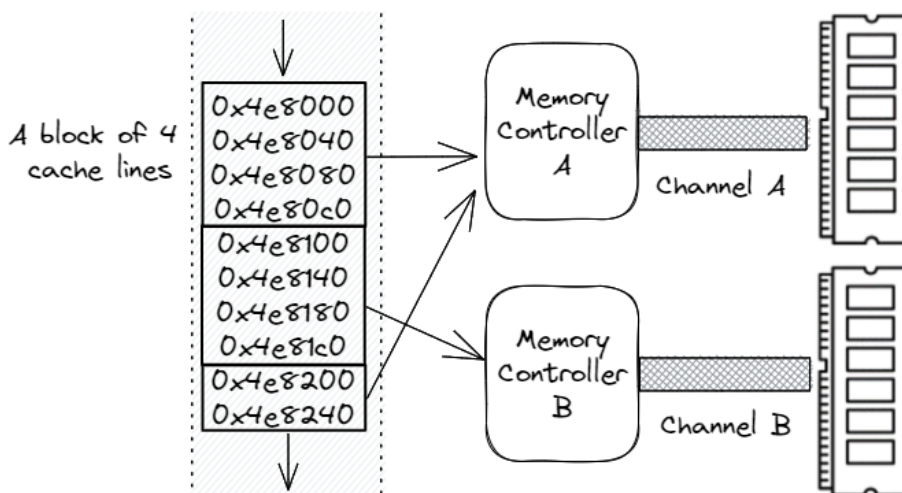 A block of 4
cache lines
0x4e8000
0x4e8040
0x4e8080
0x4e80c0
0x4e8100
0x4e8140
0x4e8180
0x4e81c0
0x4e8200
0x4e8240
Memory
Controller
A
Channel A
Memory
Controller
B
Channel B